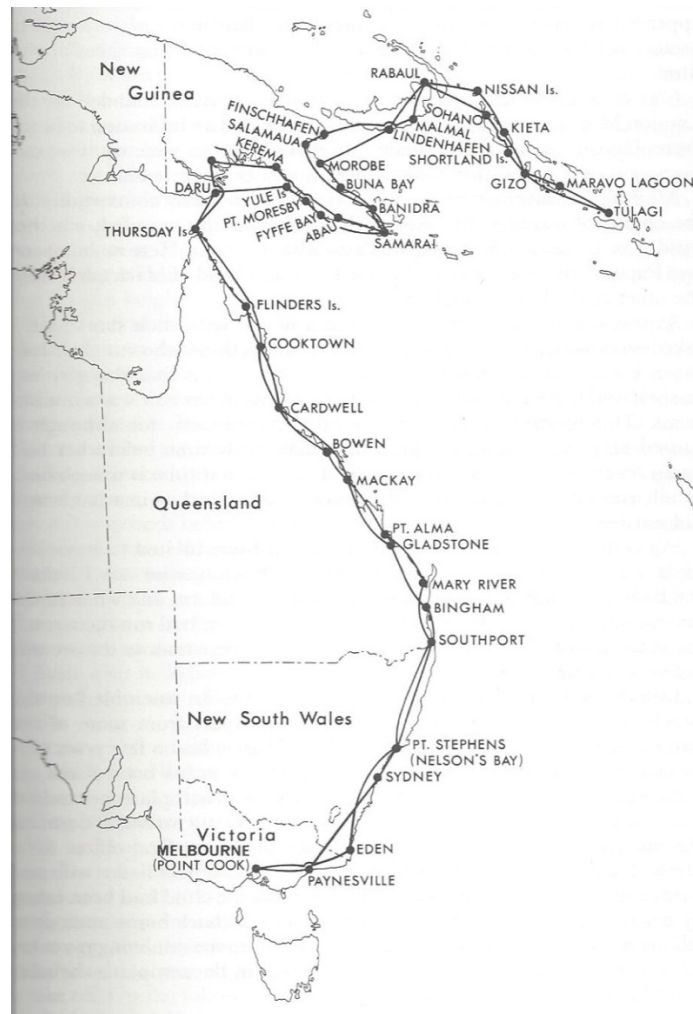 New
Guinea
RABAUL
NISSAN Is.
FINSCHHAFEN
SOHANO
SALAMAUA
MALMAL
KIETA
KEREMA
LINDENHAFEN
SHORTLAND Is.
MOROBE
DARU
BUNA BAY
GIZO
MARAVO LAGOON
YULE Is.
BANIDRA
TULAGI
PT. MORESBY
THURSDAY Is.
FYFFE BAY
ABAU
SAMARAI
FLINDERS Is.
COOKTOWN
CARDWELL
BOWEN
MACKAY
Queensland
PT. ALMA
GLADSTONE
MARY RIVER
BINGHAM
SOUTHPORT
New South Wales
PT. STEPHENS
(NELSON'S BAY)
SYDNEY
Victoria
MELBOURNE
(POINT COOK)
EDEN
PAYNESVILLE